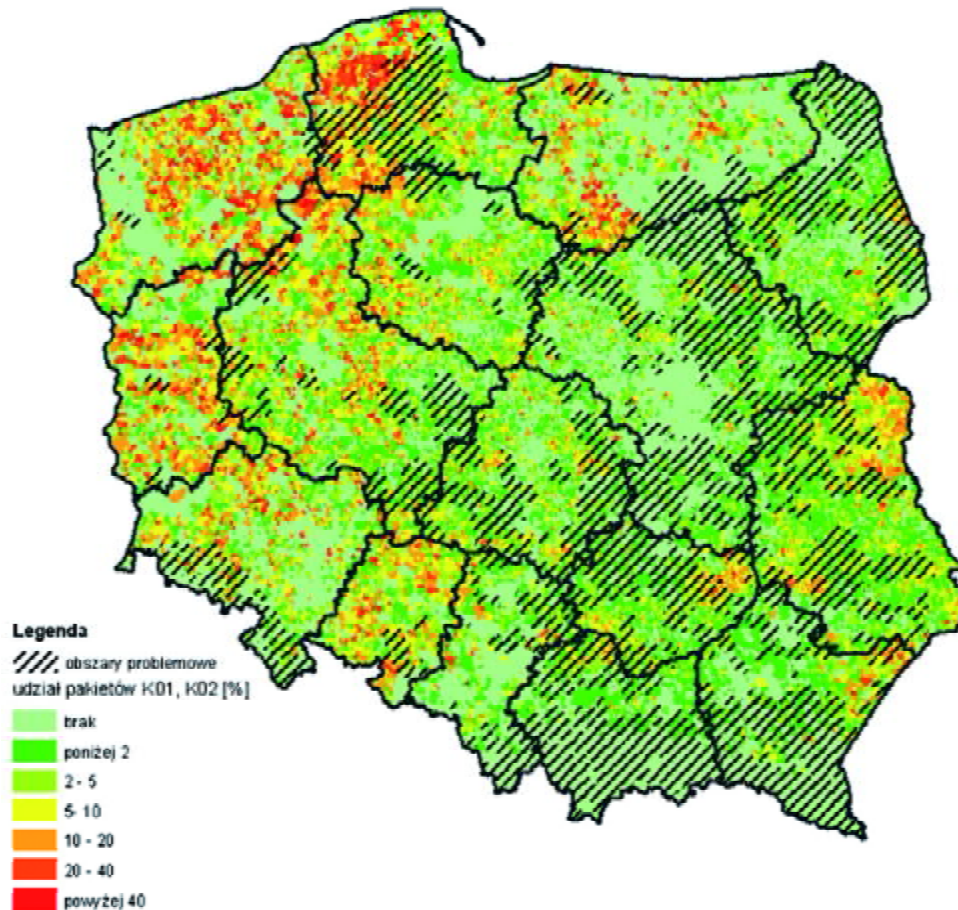 Legenda
obszary problemowe
udział pakietów K01, K02 [%]
brak
poniżej 2
2 - 5
5- 10
10 - 20
20 - 40
powyżej 40